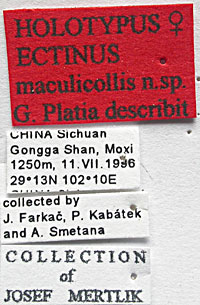 HOLOTYPUS ♀
ECTINUS
maculicollis n.sp.
G. Platia describit
CHINA Sichuan
Gongga Shan, Moxi
1250m, 11.VII.1996
29°13N 102°10E
collected by
J. Farkač, P. Kabátek
and A. Smetana
COLLECTION
of
JOSEF MERTLIK